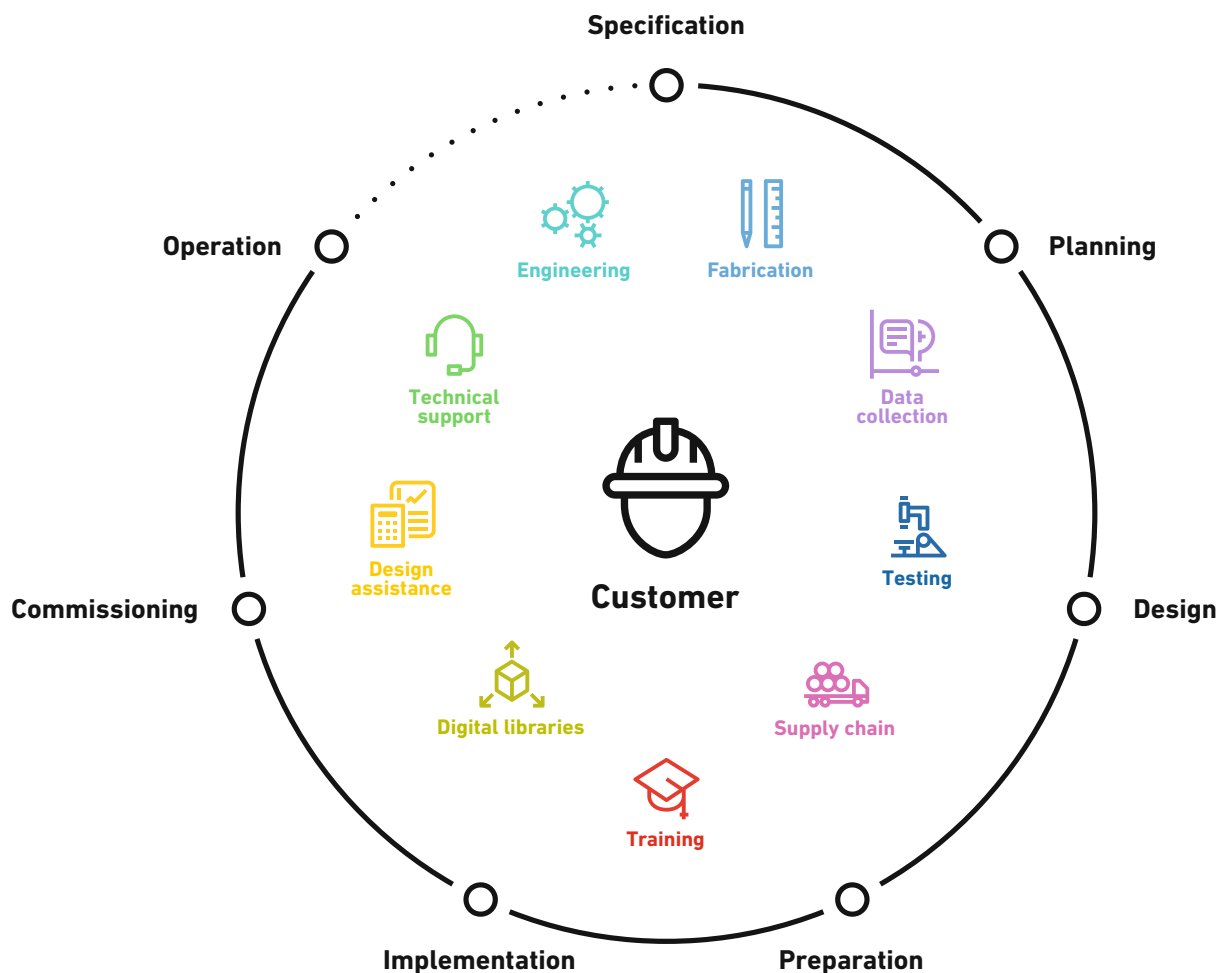 Specification
Operation
Planning
Engineering
Fabrication
Technical
support
Data
collection
Design
assistance
Customer
Testing
Commissioning
Design
Digital libraries
Supply chain
Training
Implementation
Preparation